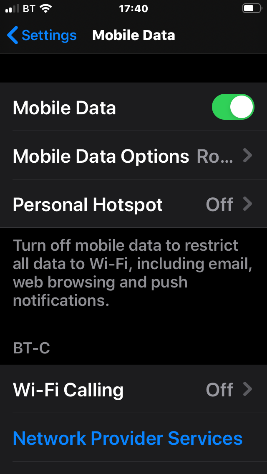 BT 17:40
Settings Mobile Data
Mobile Data
Mobile Data Options Ro...
Personal Hotspot Off
Turn off mobile data to restrict
all data to Wi-Fi, including email,
web browsing and push
notifications.
BT-C
Wi-Fi Calling Off
Network Provider Services